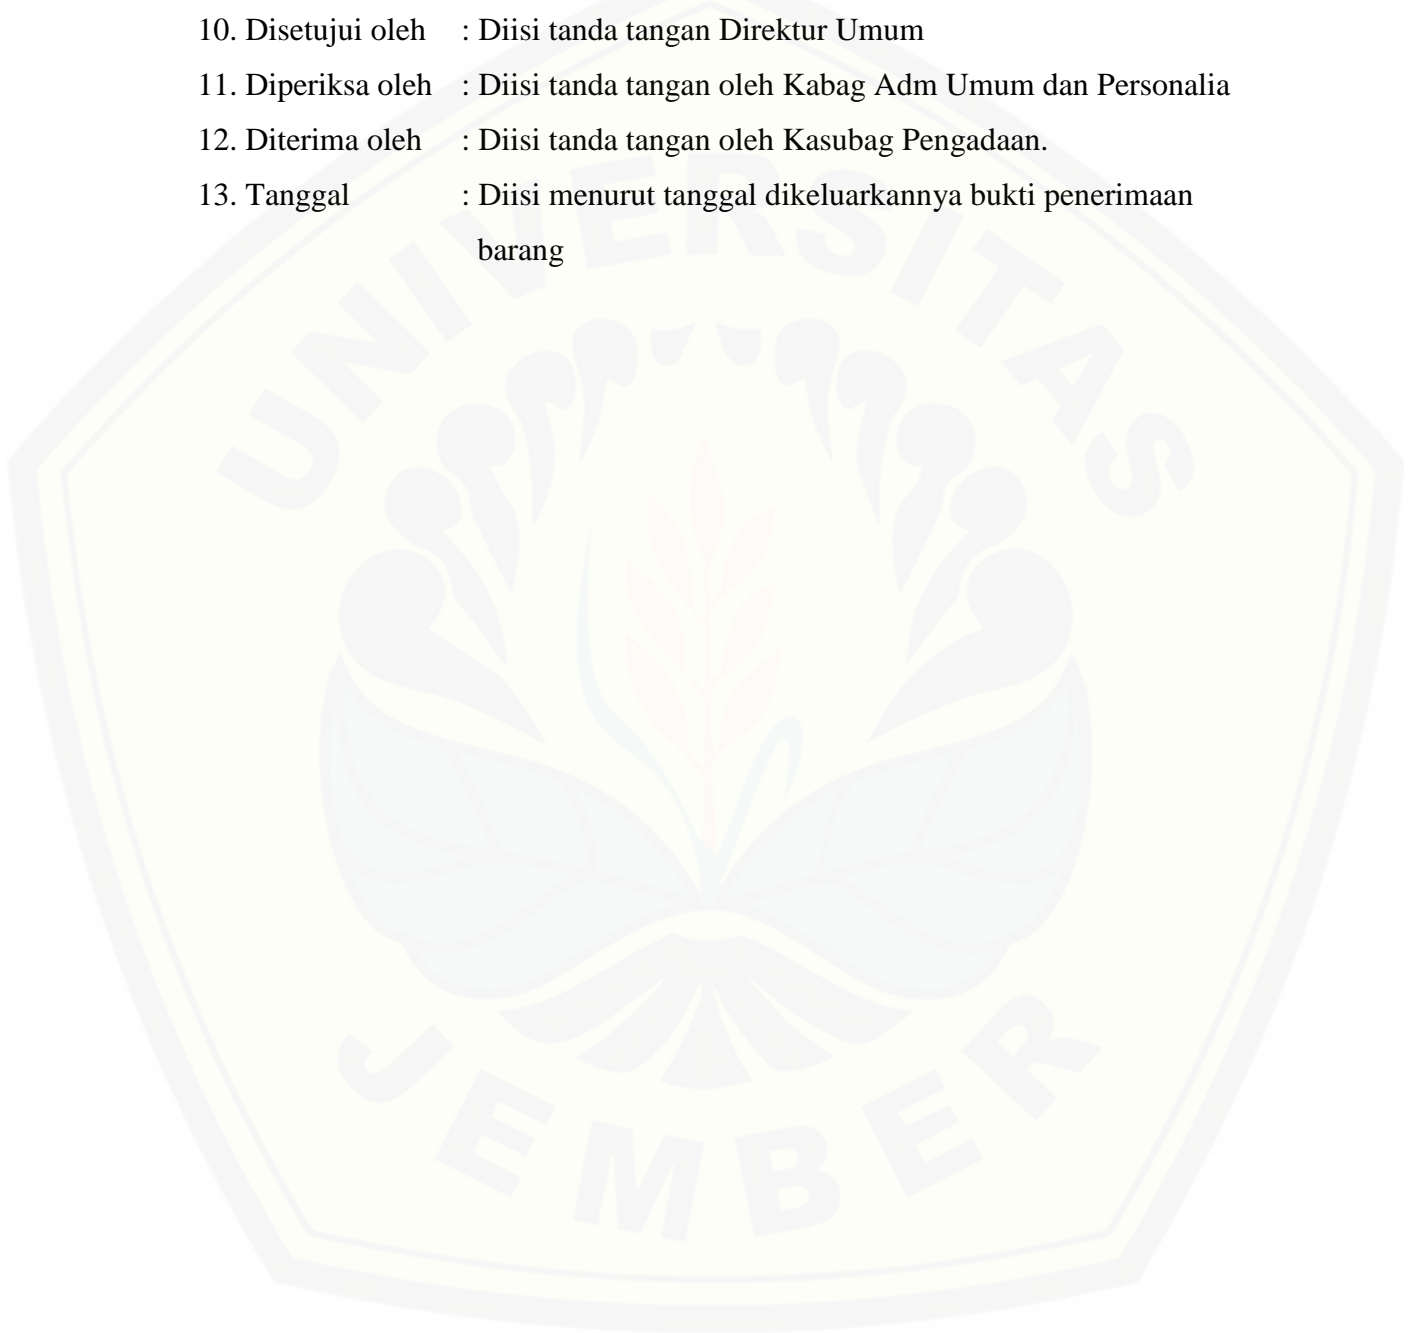 10. Disetujui oleh : Diisi tanda tangan Direktur Umum
11. Diperiksa oleh : Diisi tanda tangan oleh Kabag Adm Umum dan Personalia
12. Diterima oleh : Diisi tanda tangan oleh Kasubag Pengadaan.
13. Tanggal : Diisi menurut tanggal dikeluarkannya bukti penerimaan
barang
UNIVERSITAS
JEMBER